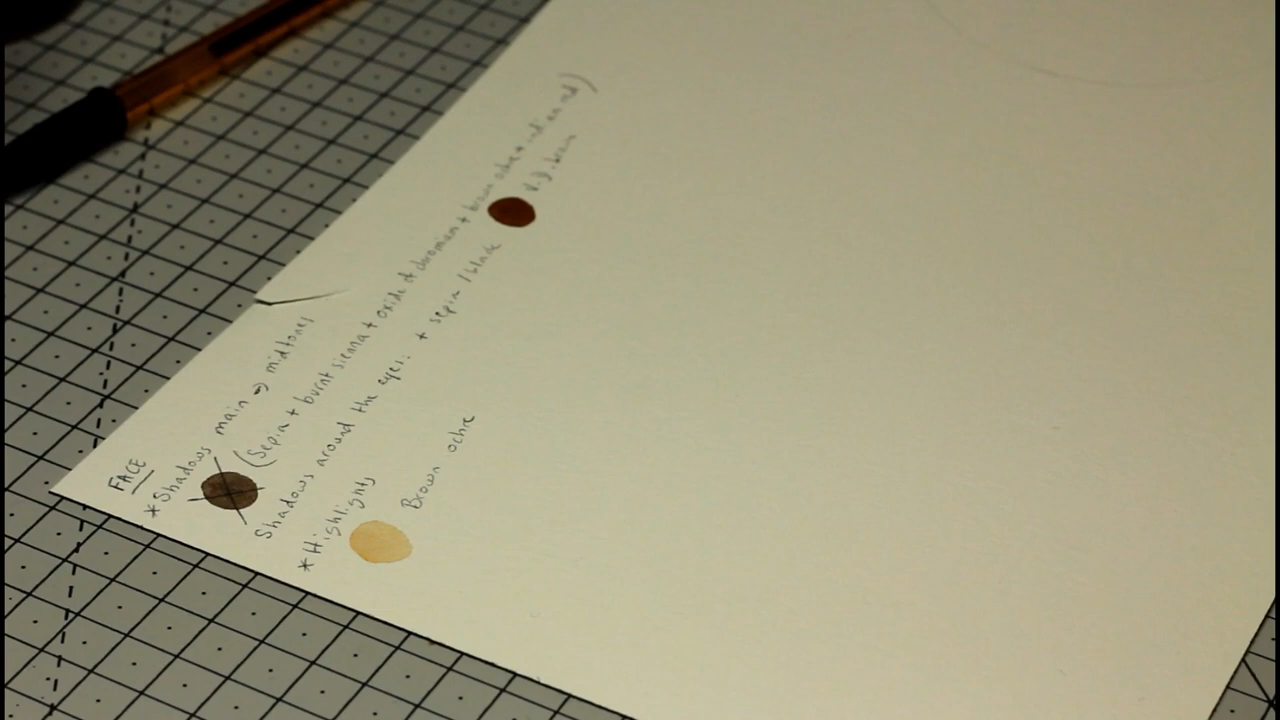 FACE
*Shadows main => midtones
(Sepia + burnt sienna + oxide of chromium + brown ochre + indian red)
Shadows around the eyes: + sepia / black
*Highlights
Brown ochre